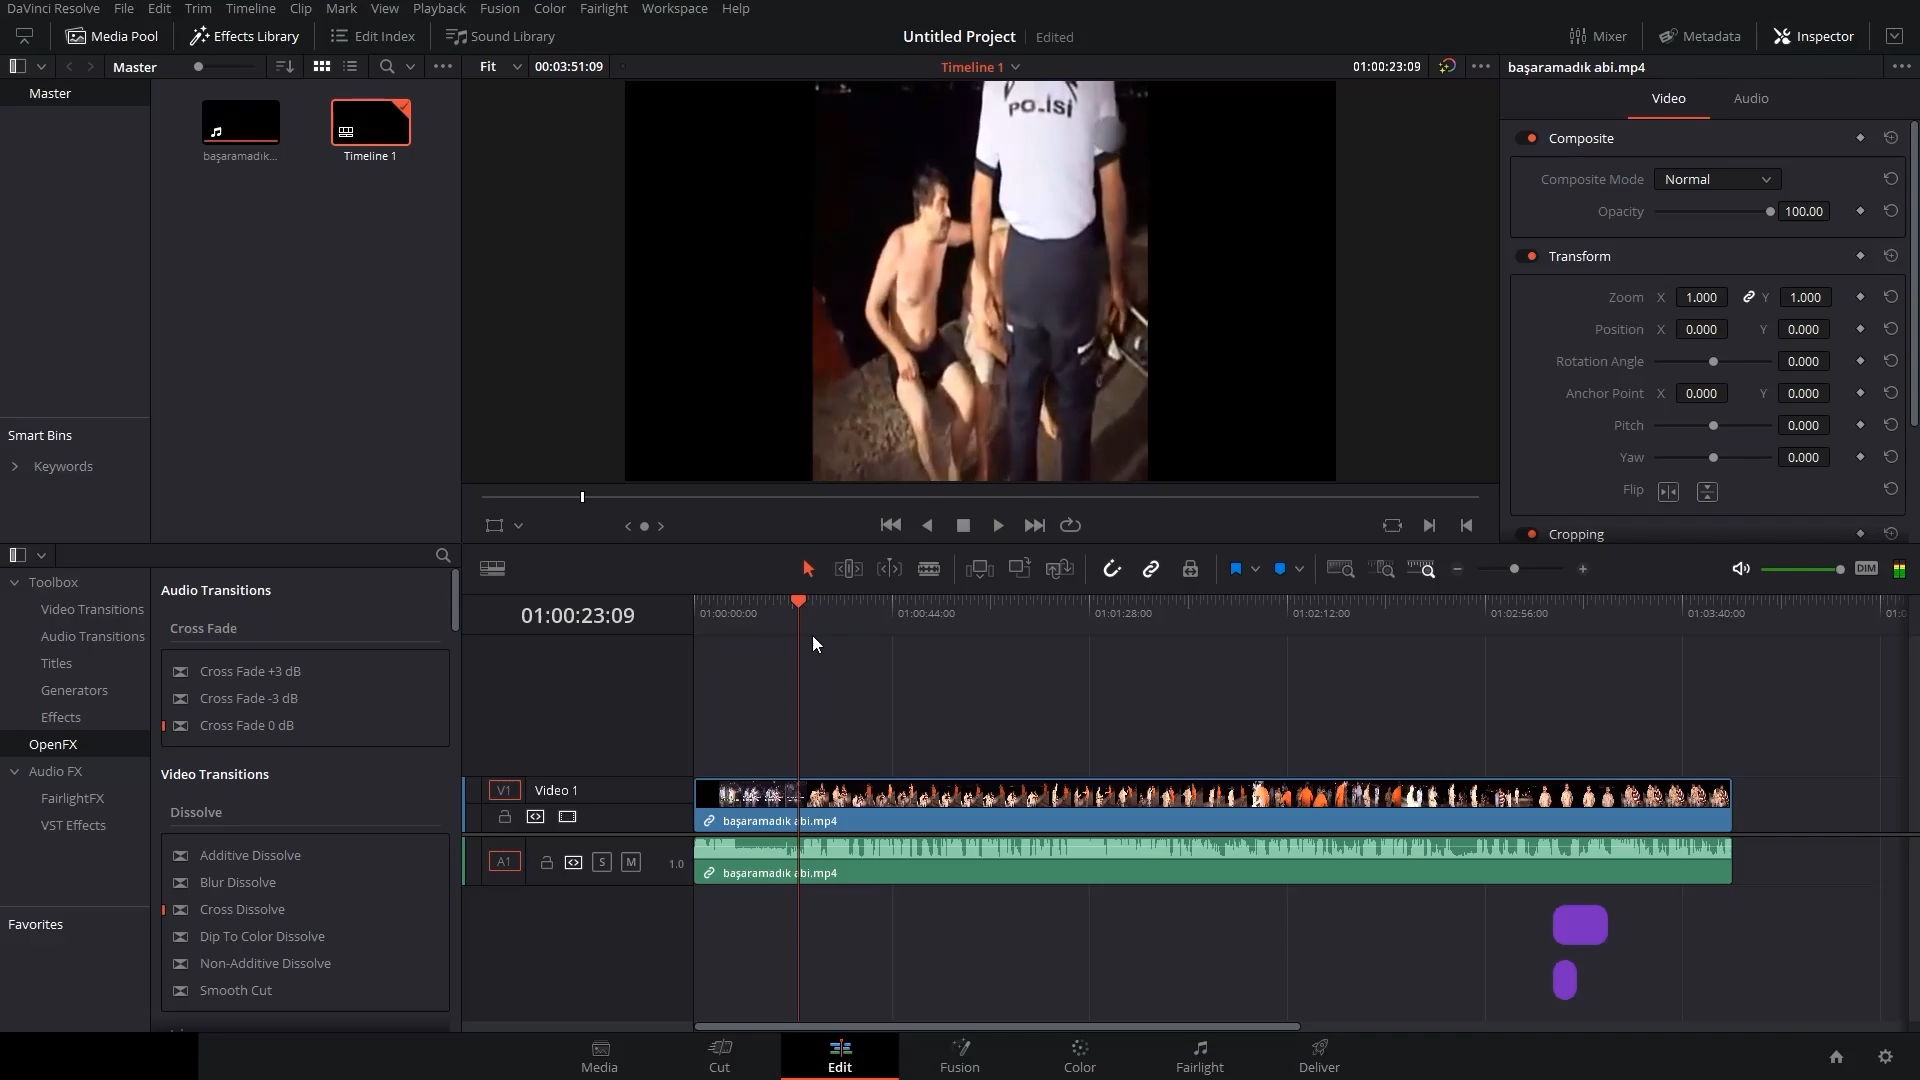 DaVinci Resolve File Edit Trim Timeline Clip Mark View Playback Fusion Color Fairlight Workspace Help
Media Pool Effects Library Edit Index Sound Library Untitled Project Edited Mixer Metadata Inspector
Master Fit 00:03:51:09 Timeline 1 01:00:23:09 başaramadık abi.mp4
Master
Video Audio
başaramadık... Timeline 1
PO_iSi
Composite
Composite Mode Normal
Opacity 100.00
Transform
Zoom X 1.000 Y 1.000
Position X 0.000 Y 0.000
Rotation Angle 0.000
Anchor Point X 0.000 Y 0.000
Pitch 0.000
Yaw 0.000
Flip
Cropping
Smart Bins
Keywords
Toolbox
Video Transitions
Audio Transitions
Titles
Generators
Effects
OpenFX
Audio FX
FairlightFX
VST Effects
Favorites
Audio Transitions
Cross Fade
Cross Fade +3 dB
Cross Fade -3 dB
Cross Fade 0 dB
Video Transitions
Dissolve
Additive Dissolve
Blur Dissolve
Cross Dissolve
Dip To Color Dissolve
Non-Additive Dissolve
Smooth Cut
DIM
01:00:23:09 01:00:00:00 01:00:44:00 01:01:28:00 01:02:12:00 01:02:56:00 01:03:40:00
V1 Video 1
başaramadık abi.mp4
A1 S M 1.0
başaramadık abi.mp4
Media Cut Edit Fusion Color Fairlight Deliver